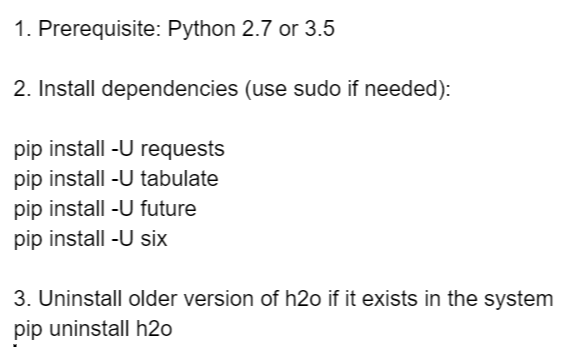 1. Prerequisite: Python 2.7 or 3.5
2. Install dependencies (use sudo if needed):
pip install -U requests
pip install -U tabulate
pip install -U future
pip install -U six
3. Uninstall older version of h2o if it exists in the system
pip uninstall h2o